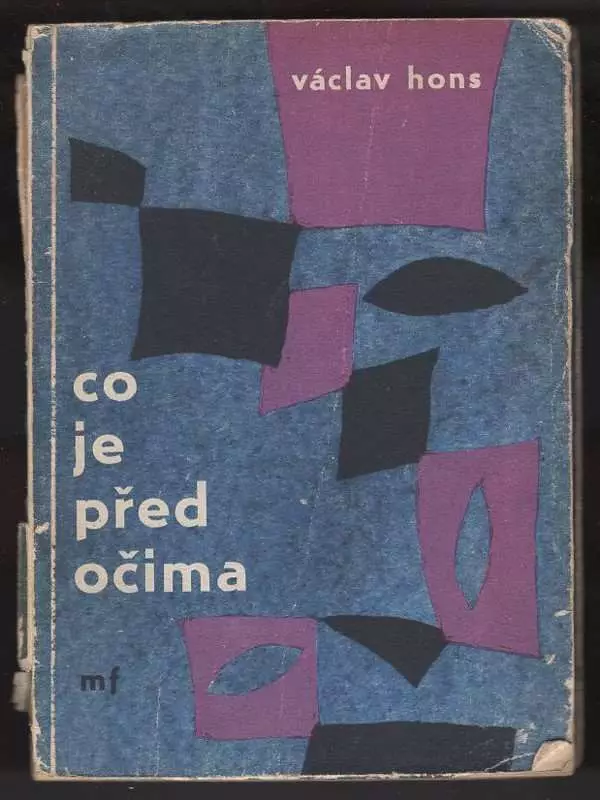 václav hons
co
je
před
očima
mf